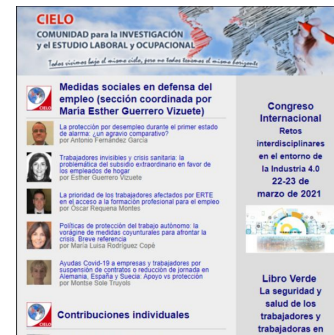 CIELO
COMUNIDAD para la INVESTIGACIÓN
y el ESTUDIO LABORAL y OCUPACIONAL
Todos vivimos bajo el mismo cielo, pero no todos tenemos el mismo horizonte
Medidas sociales en defensa del
empleo (sección coordinada por
María Esther Guerrero Vizuete)
La protección por desempleo durante el primer estado
de alarma: ¿un agravio comparativo?
por Antonio Fernández García
Trabajadores invisibles y crisis sanitaria: la
problemática del subsidio extraordinario en favor de
los empleados de hogar
por Esther Guerrero Vizuete
La prioridad de los trabajadores afectados por ERTE
en el acceso a la formación profesional para el empleo
por Óscar Requena Montes
Políticas de protección del trabajo autónomo: la
vorágine de medidas coyunturales para afrontar la
crisis. Breve referencia
por María Luisa Rodríguez Copé
Ayudas Covid-19 a empresas y trabajadores por
suspensión de contratos o reducción de jornada en
Alemania, España y Suecia. Apoyo vs protección
por Montse Solé Truyols
Contribuciones individuales
Congreso
Internacional
Retos
interdisciplinares
en el entorno de
la Industria 4.0
22-23 de
marzo de 2021
Libro Verde
La seguridad y
salud de los
trabajadores y
trabajadoras en